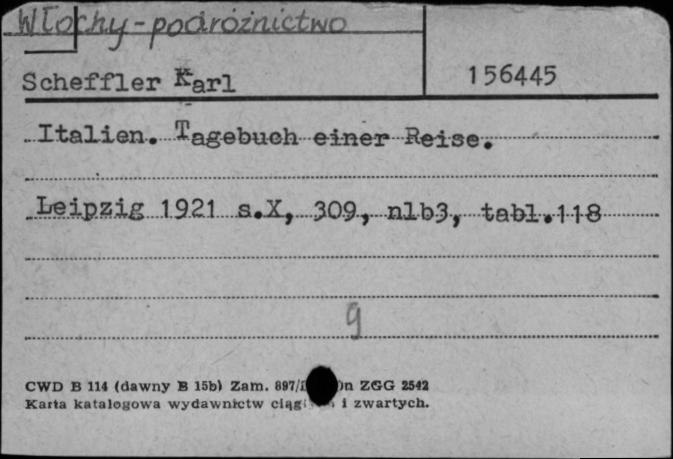 Włochy-podróżnictwo
Scheffler Karl 156445
Italien. Tagebuch einer Reise.
Leipzig 1921 s.X, 309, nlb3, tabl.118
9
CWD B 114 (dawny B 15b) Zam. ZGG 2542
Karta katalogowa wydawnictw i zwartych.